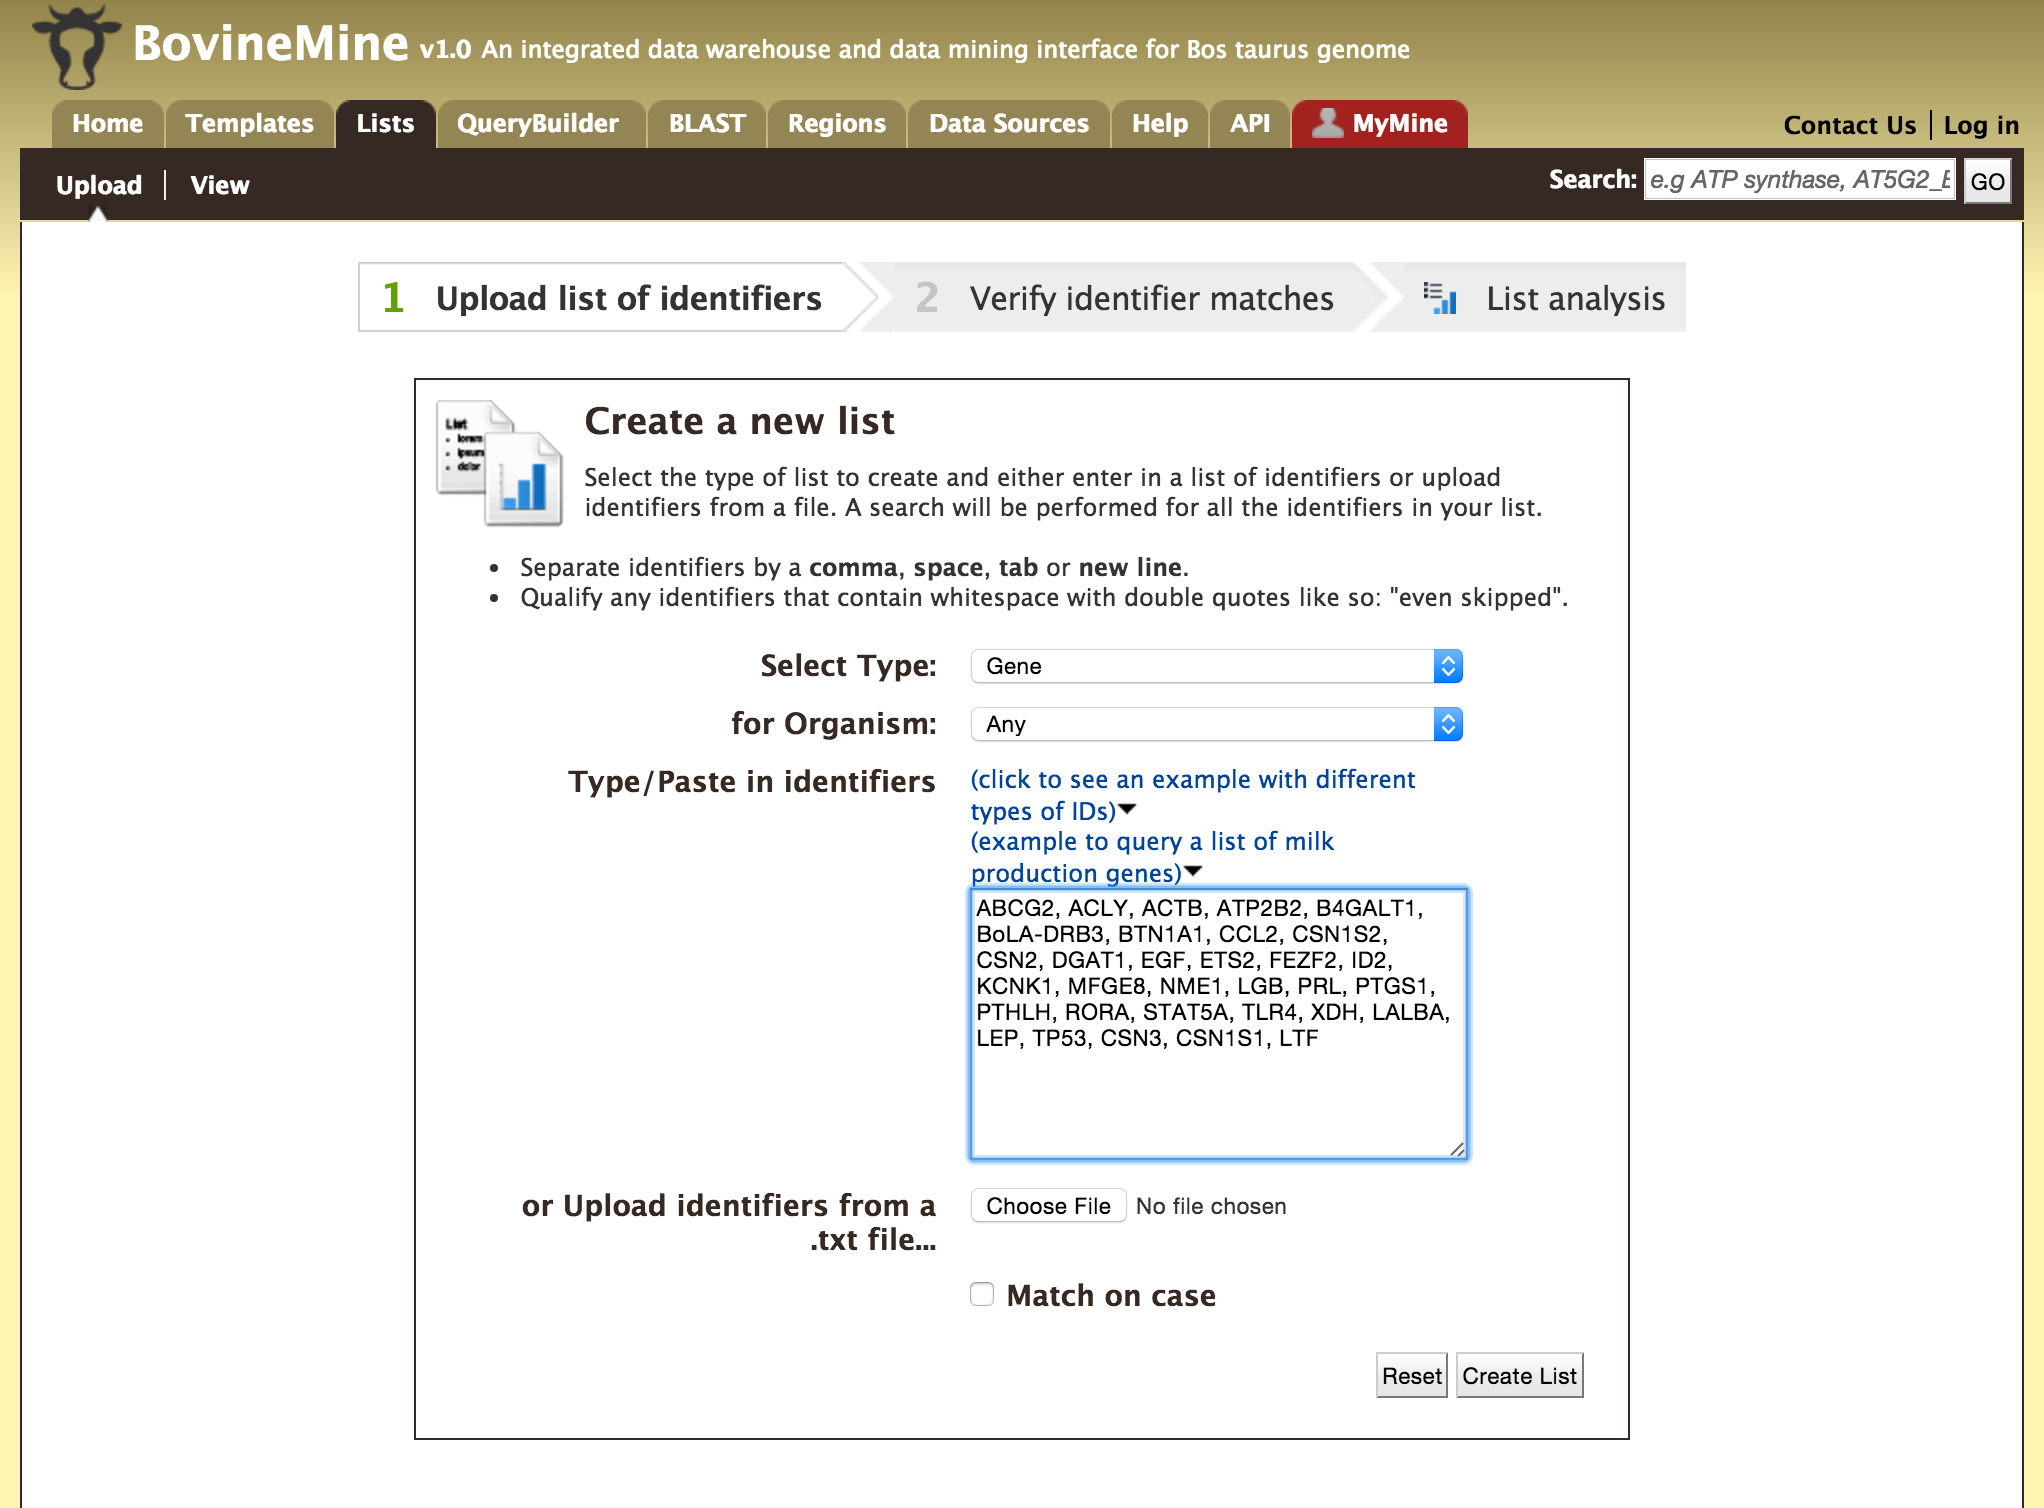 BovineMine v1.0 An integrated data warehouse and data mining interface for Bos taurus genome
Home Templates Lists QueryBuilder BLAST Regions Data Sources Help API MyMine Contact Us Log in
Upload View Search: e.g ATP synthase, AT5G2_B GO
1 Upload list of identifiers 2 Verify identifier matches List analysis
List
lorem
ipsum
dolor
Create a new list
Select the type of list to create and either enter in a list of identifiers or upload
identifiers from a file. A search will be performed for all the identifiers in your list.
• Separate identifiers by a comma, space, tab or new line.
• Qualify any identifiers that contain whitespace with double quotes like so: "even skipped".
Select Type: Gene
for Organism: Any
Type/Paste in identifiers (click to see an example with different
types of IDs)
(example to query a list of milk
production genes)
ABCG2, ACLY, ACTB, ATP2B2, B4GALT1,
BoLA-DRB3, BTN1A1, CCL2, CSN1S2,
CSN2, DGAT1, EGF, ETS2, FEZF2, ID2,
KCNK1, MFGE8, NME1, LGB, PRL, PTGS1,
PTHLH, RORA, STAT5A, TLR4, XDH, LALBA,
LEP, TP53, CSN3, CSN1S1, LTF
or Upload identifiers from a Choose File No file chosen
.txt file...
Match on case
Reset Create List